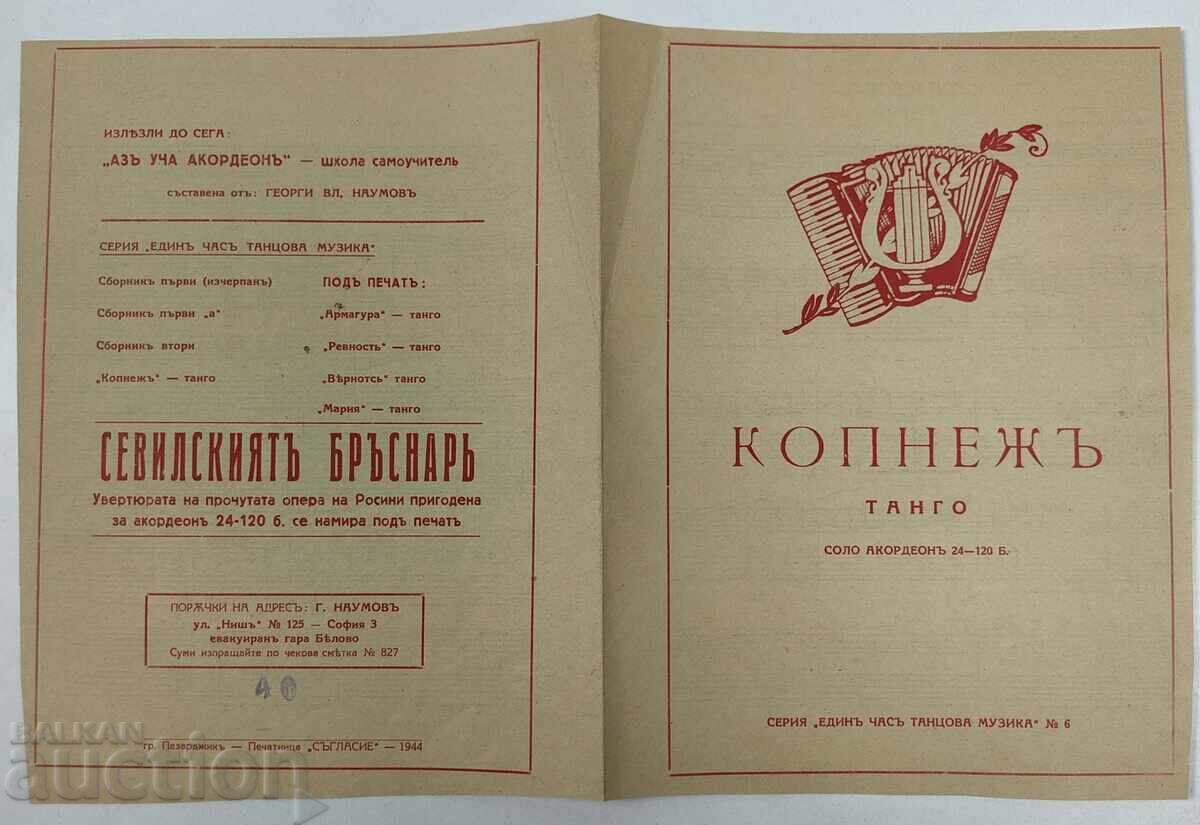 ИЗЛѢЗЛИ ДО СЕГА:
„АЗЪ УЧА АКОРДЕОНЪ" — школа самоучитель
съставена отъ: ГЕОРГИ ВЛ. НАУМОВЪ
СЕРИЯ „ЕДИНЪ ЧАСЪ ТАНЦОВА МУЗИКА"
Сборникъ първи (изчерпанъ)
Сборникъ първи „а"
Сборникъ втори
„Копнежъ" — танго
ПОДЪ ПЕЧАТЪ:
„Армагура" — танго
„Ревность" — танго
„Вѣрнотсь" танго
„Мария" — танго
СЕВИЛСКИЯТЪ БРЪСНАРЬ
Увертюрата на прочутата опера на Росини пригодена
за акордеонъ 24-120 б. се намира подъ печатъ
ПОРѪЧКИ НА АДРЕСЪ: Г. НАУМОВЪ
ул. „Нишъ" № 125 — София 3
евакуиранъ гара Бѣлово
Суми изпращайте по чекова смѣтка № 827
40
гр. Пазарджикъ — Печатница „СЪГЛАСИЕ" — 1944
BALKAN
auction
КОПНЕЖЪ
ТАНГО
СОЛО АКОРДЕОНЪ 24—120 Б.
СЕРИЯ „ЕДИНЪ ЧАСЪ ТАНЦОВА МУЗИКА" № 6